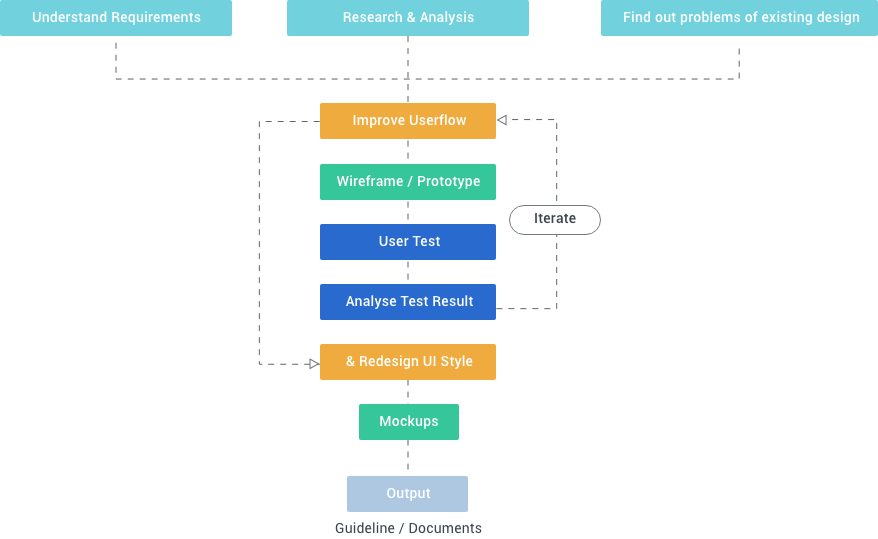 Understand Requirements
Research & Analysis
Find out problems of existing design
Improve Userflow
Wireframe / Prototype
Iterate
User Test
Analyse Test Result
& Redesign UI Style
Mockups
Output
Guideline / Documents